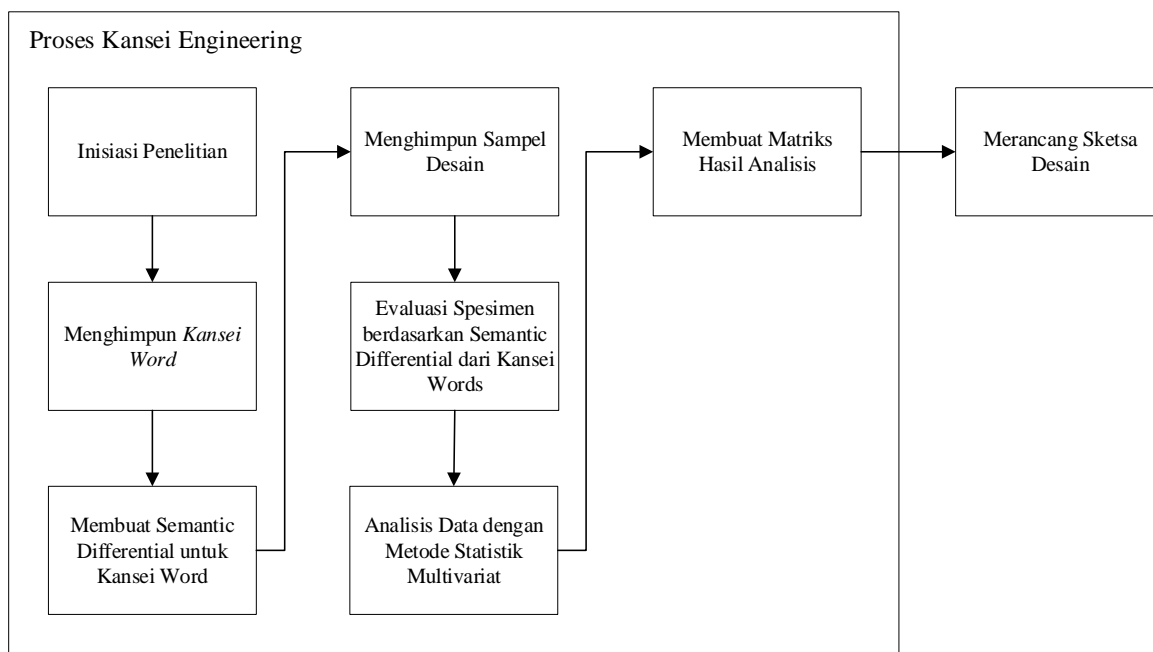 Proses Kansei Engineering
Inisiasi Penelitian
Menghimpun Kansei
Word
Membuat Semantic
Differential untuk
Kansei Word
Menghimpun Sampel
Desain
Evaluasi Spesimen
berdasarkan Semantic
Differential dari Kansei
Words
Analisis Data dengan
Metode Statistik
Multivariat
Membuat Matriks
Hasil Analisis
Merancang Sketsa
Desain